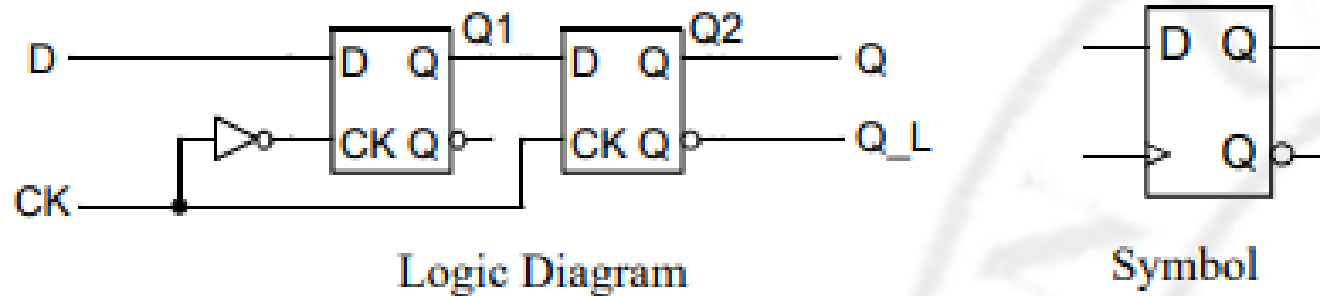 Q1 Q2
D D Q D Q Q D Q
CK Q CK Q Q_L Q
CK
Logic Diagram Symbol